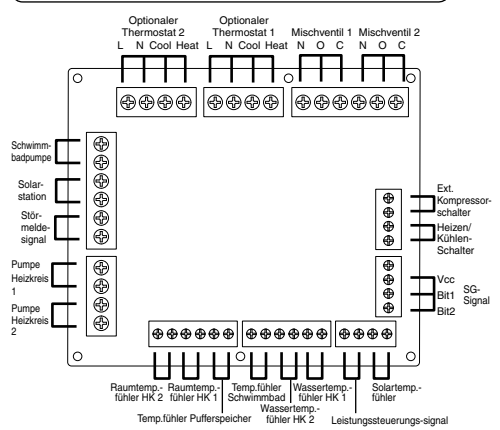 Optionaler
Thermostat 2
Optionaler
Thermostat 1
Mischventil 1
Mischventil 2
L N Cool Heat
L N Cool Heat
N O C
N O C
Schwimm-
badpumpe
Solar-
station
Stör-
melde-
signal
Pumpe
Heizkreis
1
Pumpe
Heizkreis
2
Ext.
Kompressor-
schalter
Heizen/
Kühlen-
Schalter
Vcc
Bit1
Bit2
SG-
Signal
Raumtemp.-
fühler HK 2
Raumtemp.-
fühler HK 1
Temp.fühler Pufferspeicher
Temp.fühler
Schwimmbad
Wassertemp.-
fühler HK 2
Wassertemp.-
fühler HK 1
Leistungssteuerungs-signal
Solartemp.-
fühler